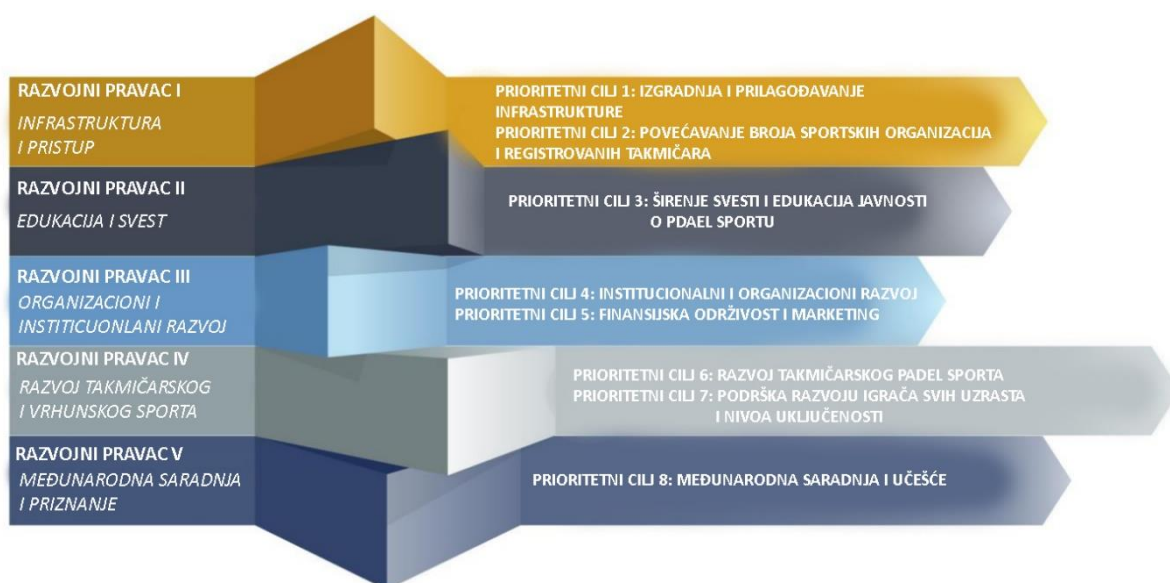 RAZVOJNI PRAVAC I
INFRASTRUKTURA
I PRISTUP
PRIORITETNI CILJ 1: IZGRADNJA I PRILAGOĐAVANJE
INFRASTRUKTURE
PRIORITETNI CILJ 2: POVEĆAVANJE BROJA SPORTSKIH ORGANIZACIJA
I REGISTROVANIH TAKMIČARA
RAZVOJNI PRAVAC II
EDUKACIJA I SVEST
PRIORITETNI CILJ 3: ŠIRENJE SVESTI I EDUKACIJA JAVNOSTI
O PDAEL SPORTU
RAZVOJNI PRAVAC III
ORGANIZACIONI I
INSTITICUONLANI RAZVOJ
PRIORITETNI CILJ 4: INSTITUCIONALNI I ORGANIZACIONI RAZVOJ
PRIORITETNI CILJ 5: FINANSIJSKA ODRŽIVOST I MARKETING
RAZVOJNI PRAVAC IV
RAZVOJ TAKMIČARSKOG
I VRHUNSKOG SPORTA
PRIORITETNI CILJ 6: RAZVOJ TAKMIČARSKOG PADEL SPORTA
PRIORITETNI CILJ 7: PODRŠKA RAZVOJU IGRAČA SVIH UZRASTA
I NIVOA UKLJUČENOSTI
RAZVOJNI PRAVAC V
MEĐUNARODNA SARADNJA
I PRIZNANJE
PRIORITETNI CILJ 8: MEĐUNARODNA SARADNJA I UČEŠĆE